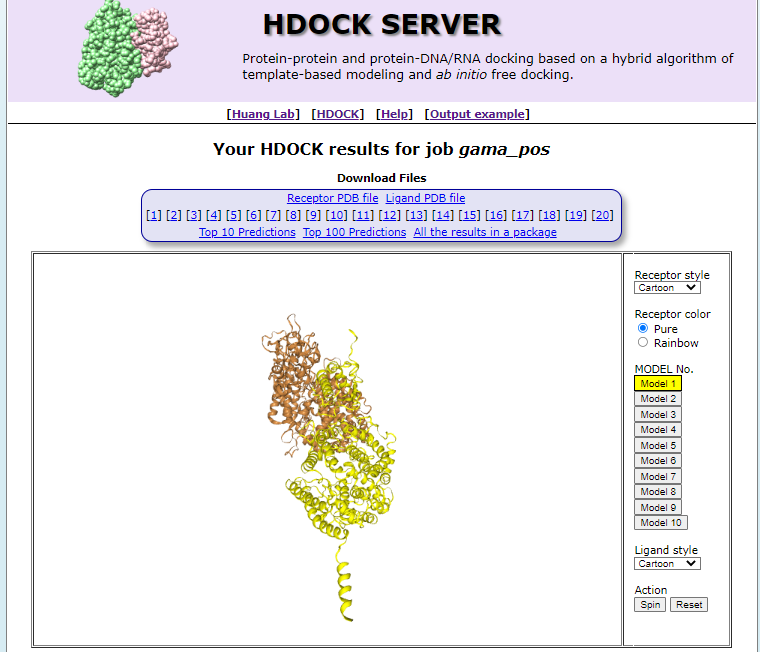 HDOCK SERVER
Protein-protein and protein-DNA/RNA docking based on a hybrid algorithm of
template-based modeling and ab initio free docking.
[Huang Lab] [HDOCK] [Help] [Output example]
Your HDOCK results for job gama_pos
Download Files
Receptor PDB file Ligand PDB file
[1] [2] [3] [4] [5] [6] [7] [8] [9] [10] [11] [12] [13] [14] [15] [16] [17] [18] [19] [20]
Top 10 Predictions Top 100 Predictions All the results in a package
Receptor style
Cartoon
Receptor color
Pure
Rainbow
MODEL No.
Model 1
Model 2
Model 3
Model 4
Model 5
Model 6
Model 7
Model 8
Model 9
Model 10
Ligand style
Cartoon
Action
Spin Reset